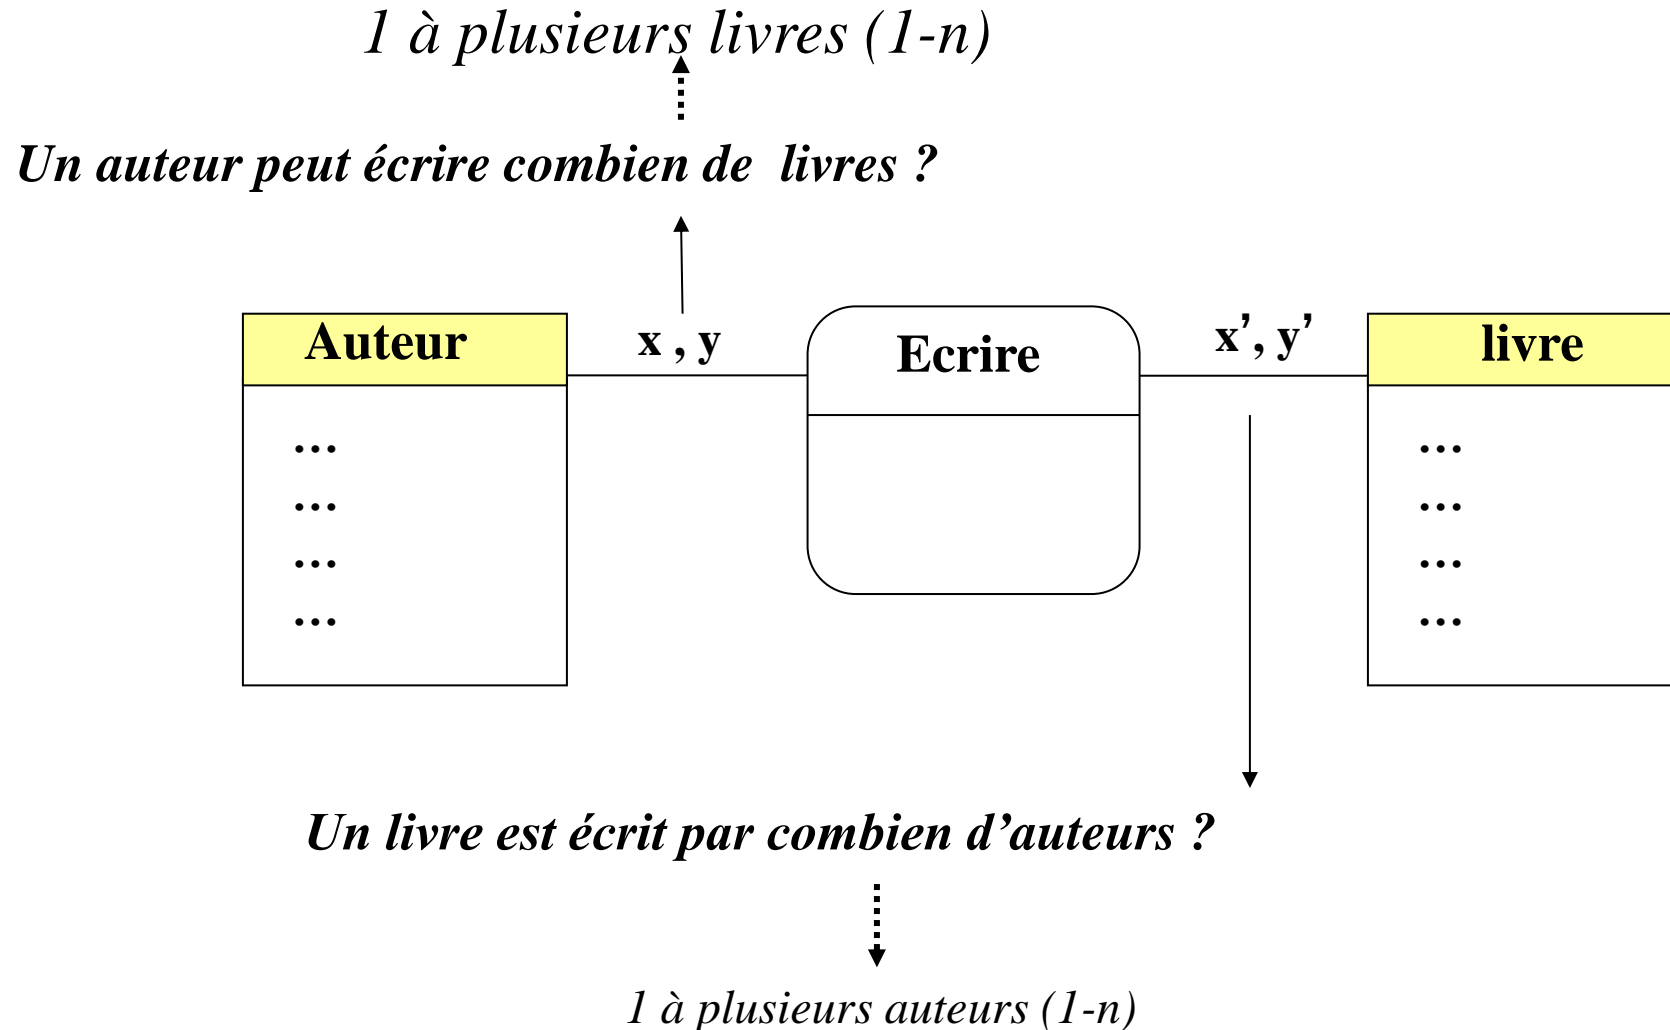 1 à plusieurs livres (1-n)
Un auteur peut écrire combien de livres ?
Auteur
x , y
Ecrire
x’, y’
livre
...
...
...
...
...
...
...
...
Un livre est écrit par combien d’auteurs ?
1 à plusieurs auteurs (1-n)